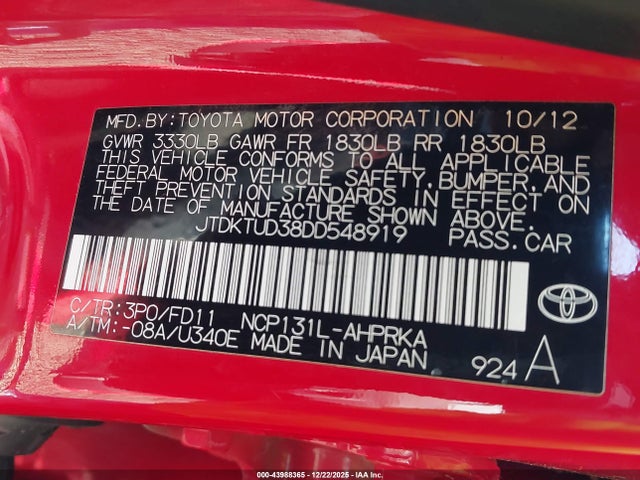 MFD.BY:TOYOTA MOTOR CORPORATION 10/12
GVWR 3330LB GAWR FR 1830LB RR 1830LB
THIS VEHICLE CONFORMS TO ALL APPLICABLE
FEDERAL MOTOR VEHICLE SAFETY, BUMPER, AND
THEFT PREVENTION STANDARDS IN EFFECT ON
THE DATE OF MANUFACTURE SHOWN ABOVE.
JTDKTUD38DD548919 PASS.CAR
C/TR:3P0/FD11 NCP131L-AHPRKA
A/TM:-08A/U340E MADE IN JAPAN
924 A
000-43988365 - 12/22/2025 - IAAI.CA